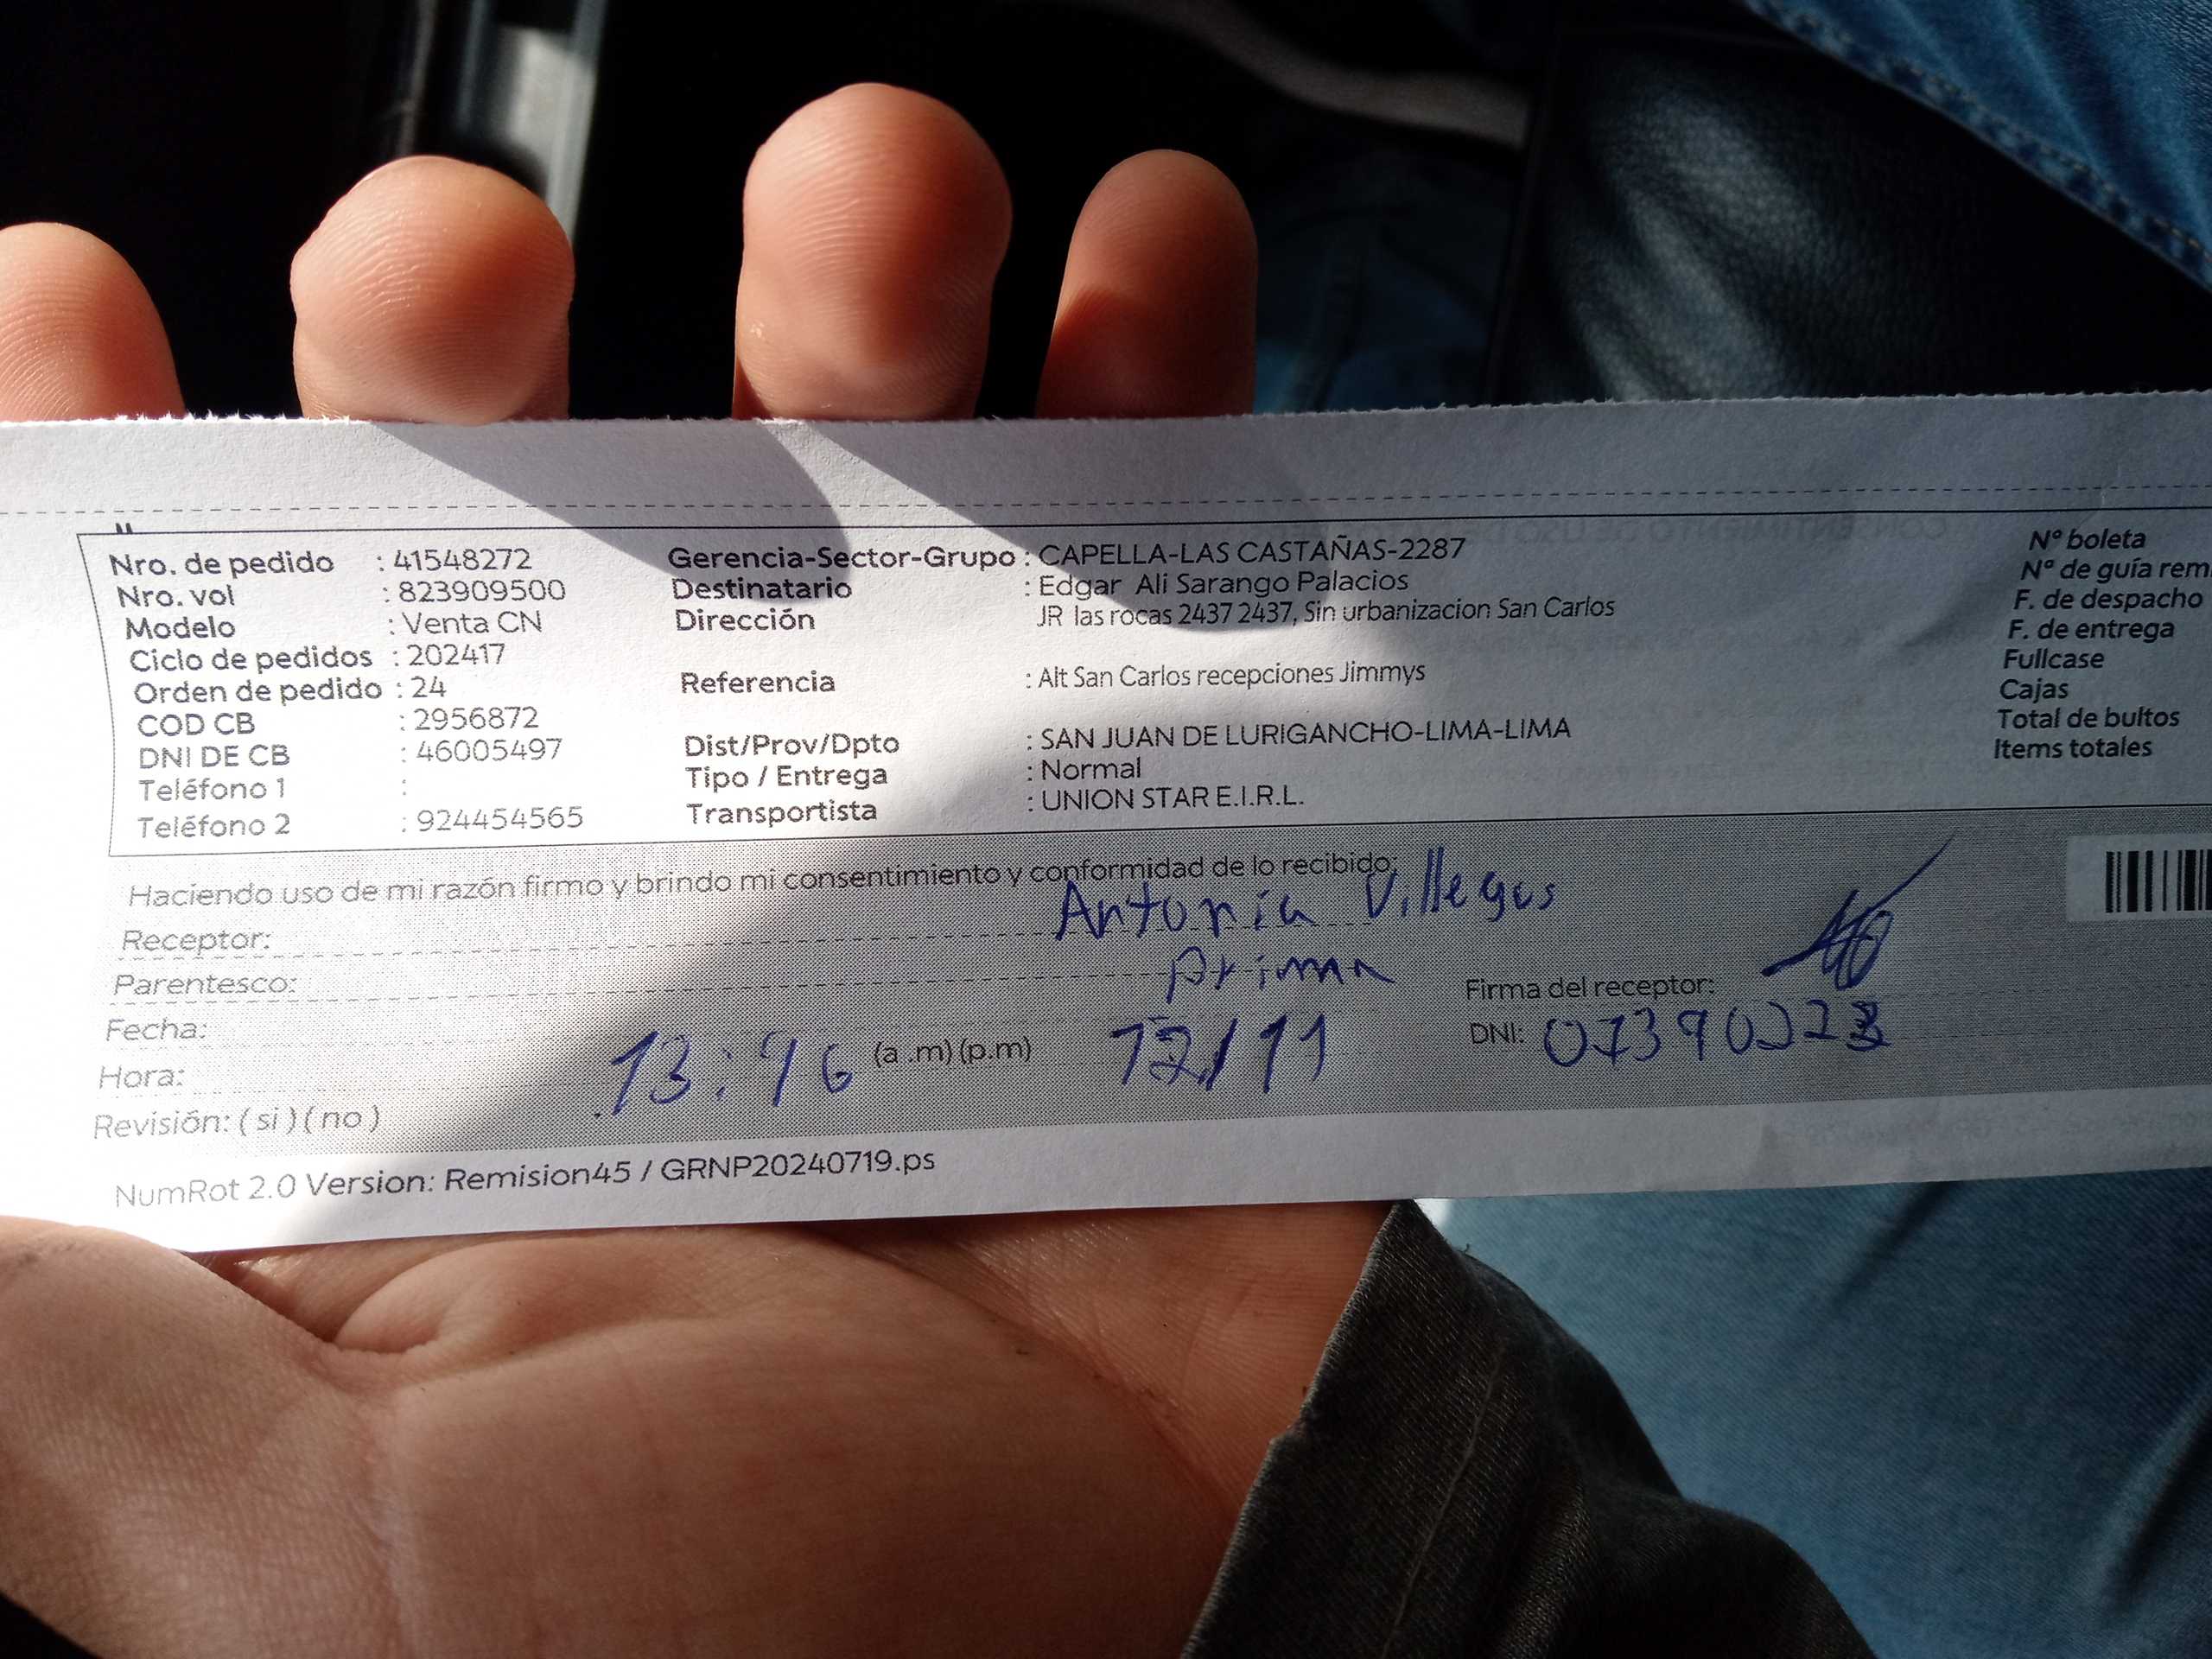 Nro. de pedido : 41548272
Nro. vol : 823909500
Modelo : Venta CN
Ciclo de pedidos : 202417
Orden de pedido : 24
COD CB : 2956872
DNI DE CB : 46005497
Teléfono 1 :
Teléfono 2 : 924454565
Gerencia-Sector-Grupo : CAPELLA-LAS CASTAÑAS-2287
Destinatario : Edgar Ali Sarango Palacios
Dirección JR las rocas 2437 2437, Sin urbanizacion San Carlos
Referencia : Alt San Carlos recepciones Jimmys
Dist/Prov/Dpto : SAN JUAN DE LURIGANCHO-LIMA-LIMA
Tipo / Entrega : Normal
Transportista : UNION STAR E.I.R.L.
N° boleta
N° de guía rem
F. de despacho
F. de entrega
Fullcase
Cajas
Total de bultos
Items totales
Haciendo uso de mi razón firmo y brindo mi consentimiento y conformidad de lo recibido:
Receptor: Antonia Villegas
Parentesco: prima
Firma del receptor:
Fecha: 12/11
DNI:
Hora: (a .m) (p.m)
Revisión: ( si ) ( no )
NumRot 2.0 Version: Remision45 / GRNP20240719.ps